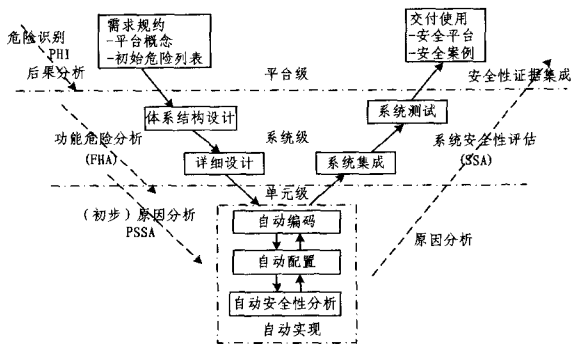 需求规约
-平台概念
-初始危险列表
交付使用
-安全平台
-安全案例
危险识别
PHI
后果分析
平台级
安全性证据集成
体系结构设计
系统测试
功能危险分析
(FHA)
系统级
系统安全性评估
(SSA)
详细设计
系统集成
单元级
(初步)原因分析
PSSA
自动编码
原因分析
自动配置
自动安全性分析
自动实现